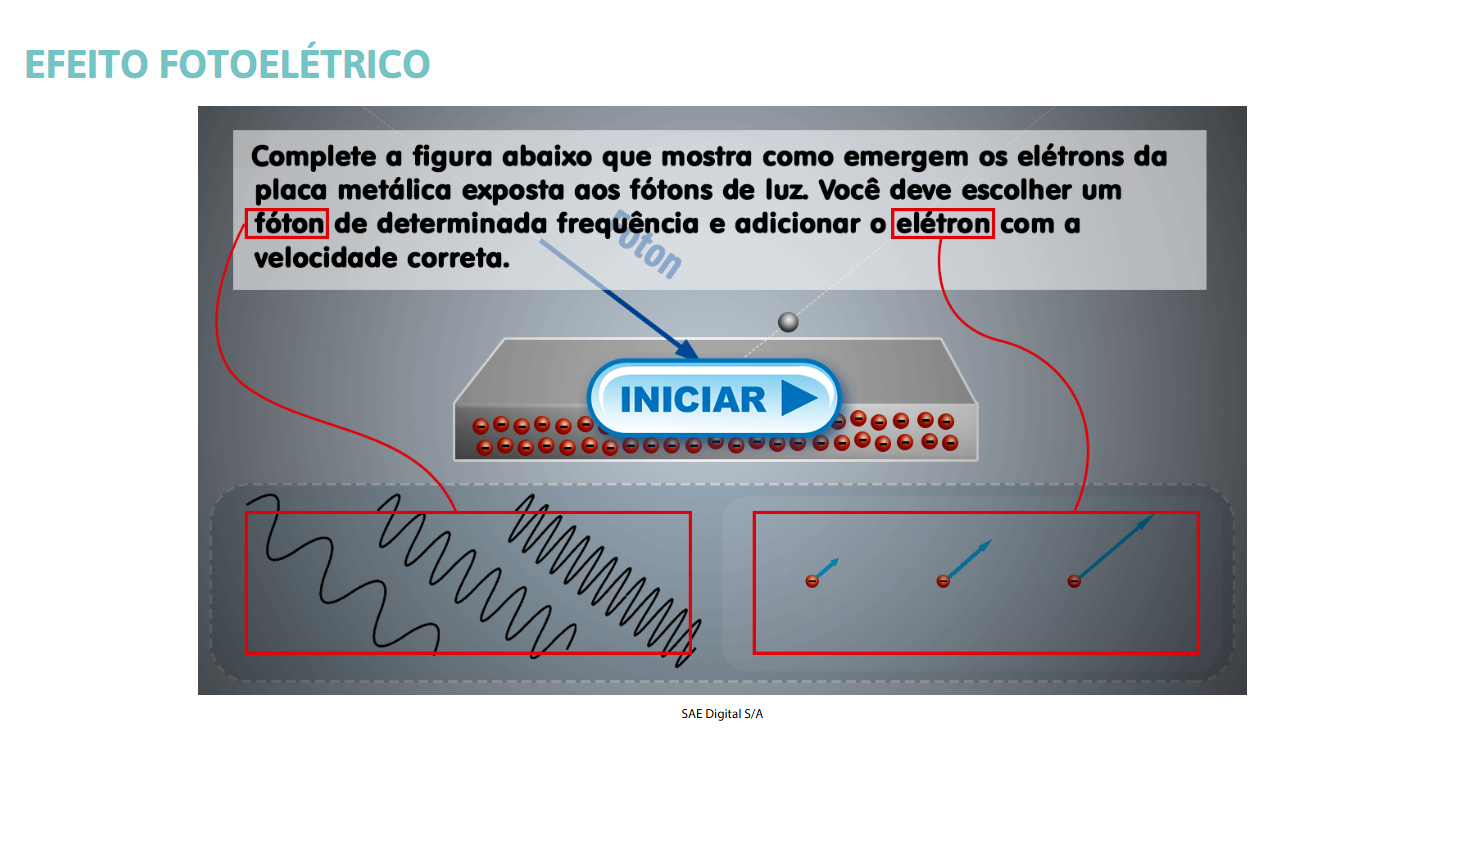 EFEITO FOTOELÉTRICO
Complete a figura abaixo que mostra como emergem os elétrons da
placa metálica exposta aos fótons de luz. Você deve escolher um
fóton de determinada frequência e adicionar o elétron com a
velocidade correta.
Foton
INICIAR
SAE Digital S/A